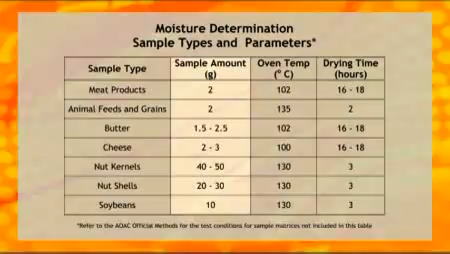 Moisture Determination
Sample Types and Parameters*
Sample Type Sample Amount (g) Oven Temp (° C) Drying Time (hours)
Meat Products 2 102 16 - 18
Animal Feeds and Grains 2 135 2
Butter 1.5 - 2.5 102 16 - 18
Cheese 2 - 3 100 16 - 18
Nut Kernels 40 - 50 130 3
Nut Shells 20 - 30 130 3
Soybeans 10 130 3
*Refer to the AOAC Official Methods for the test conditions for sample matrices not included in this table